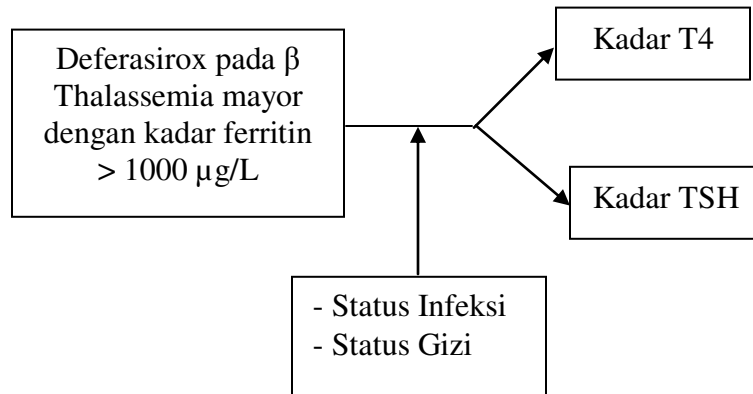 Deferasirox pada β
Thalassemia mayor
dengan kadar ferritin
> 1000 µg/L
Kadar T4
Kadar TSH
- Status Infeksi
- Status Gizi